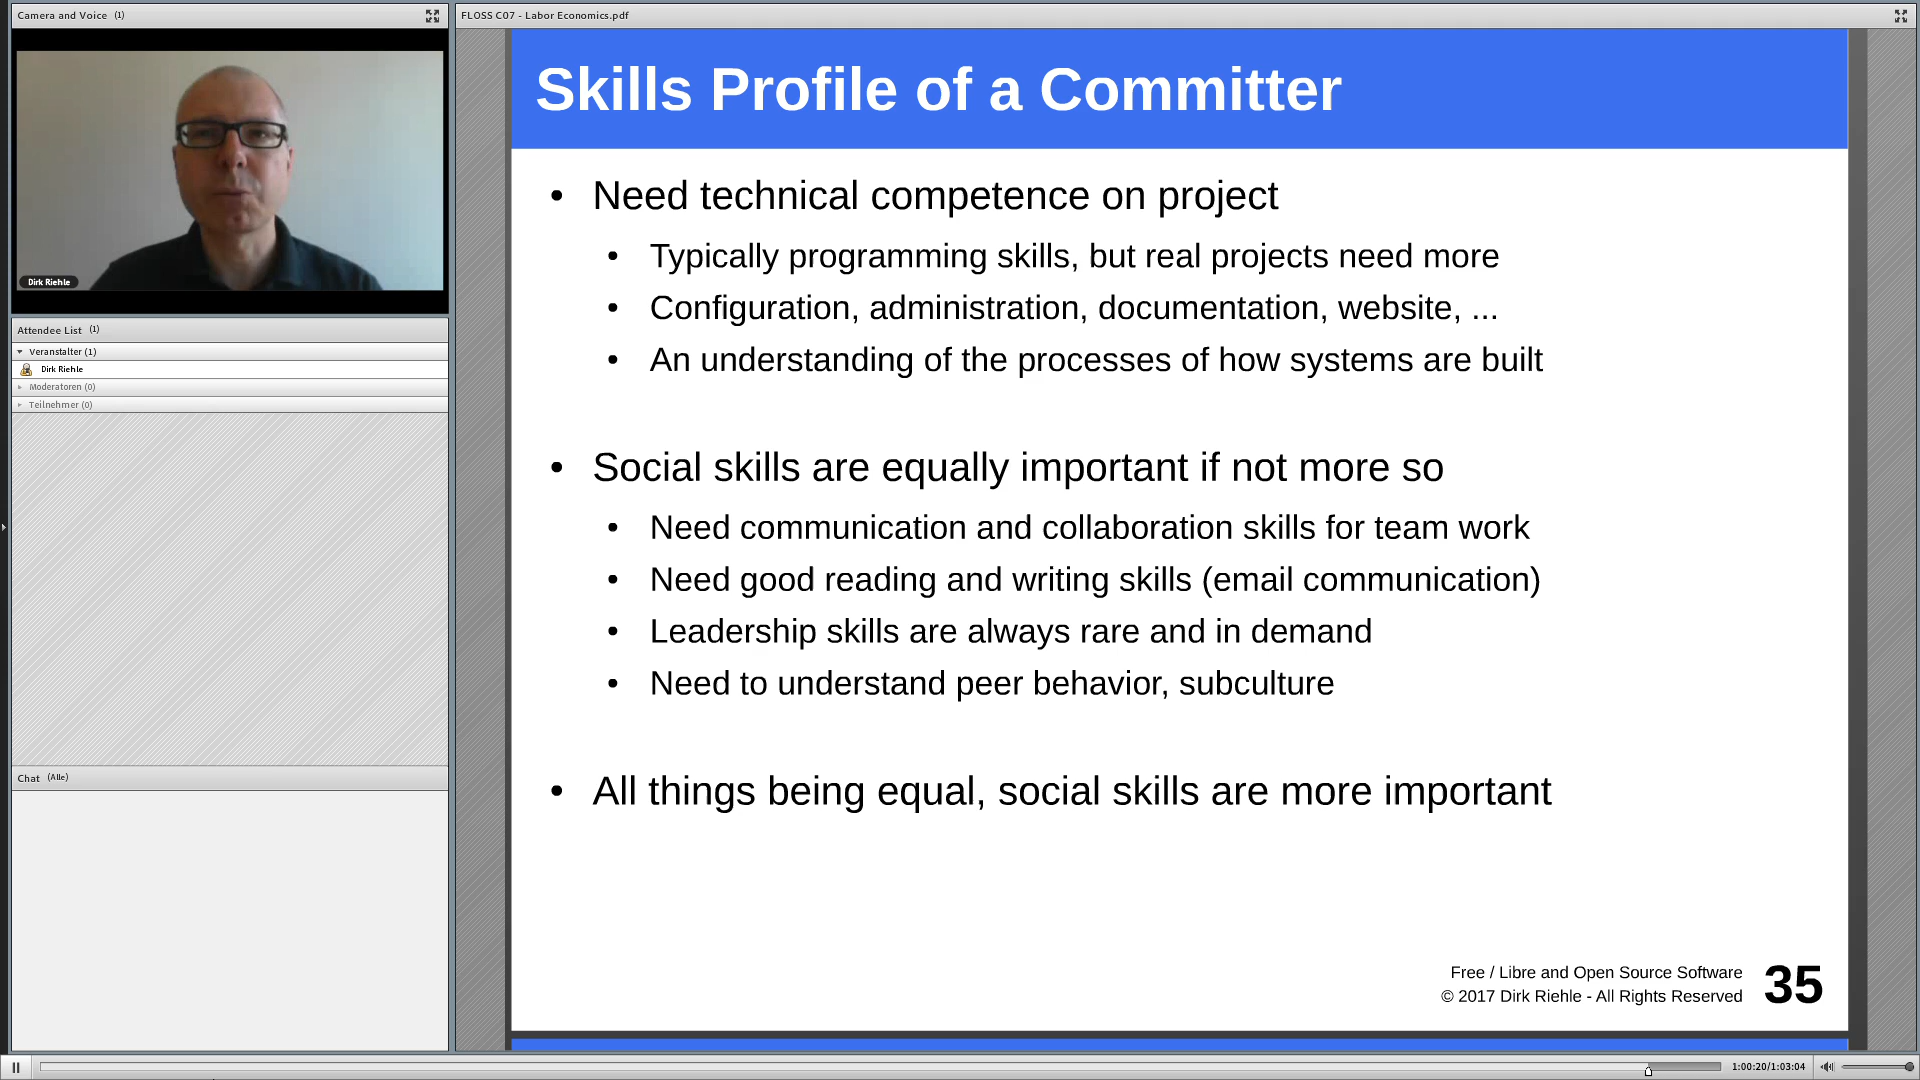 Camera and Voice (1)
Dirk Riehle
Attendee List (1)
Veranstalter (1)
Dirk Riehle
Moderatoren (0)
Teilnehmer (0)
Chat (Alle)
FLOSS C07 - Labor Economics.pdf
Skills Profile of a Committer
• Need technical competence on project
• Typically programming skills, but real projects need more
• Configuration, administration, documentation, website, ...
• An understanding of the processes of how systems are built
• Social skills are equally important if not more so
• Need communication and collaboration skills for team work
• Need good reading and writing skills (email communication)
• Leadership skills are always rare and in demand
• Need to understand peer behavior, subculture
• All things being equal, social skills are more important
Free / Libre and Open Source Software
© 2017 Dirk Riehle - All Rights Reserved
35
1:00:20/1:03:04